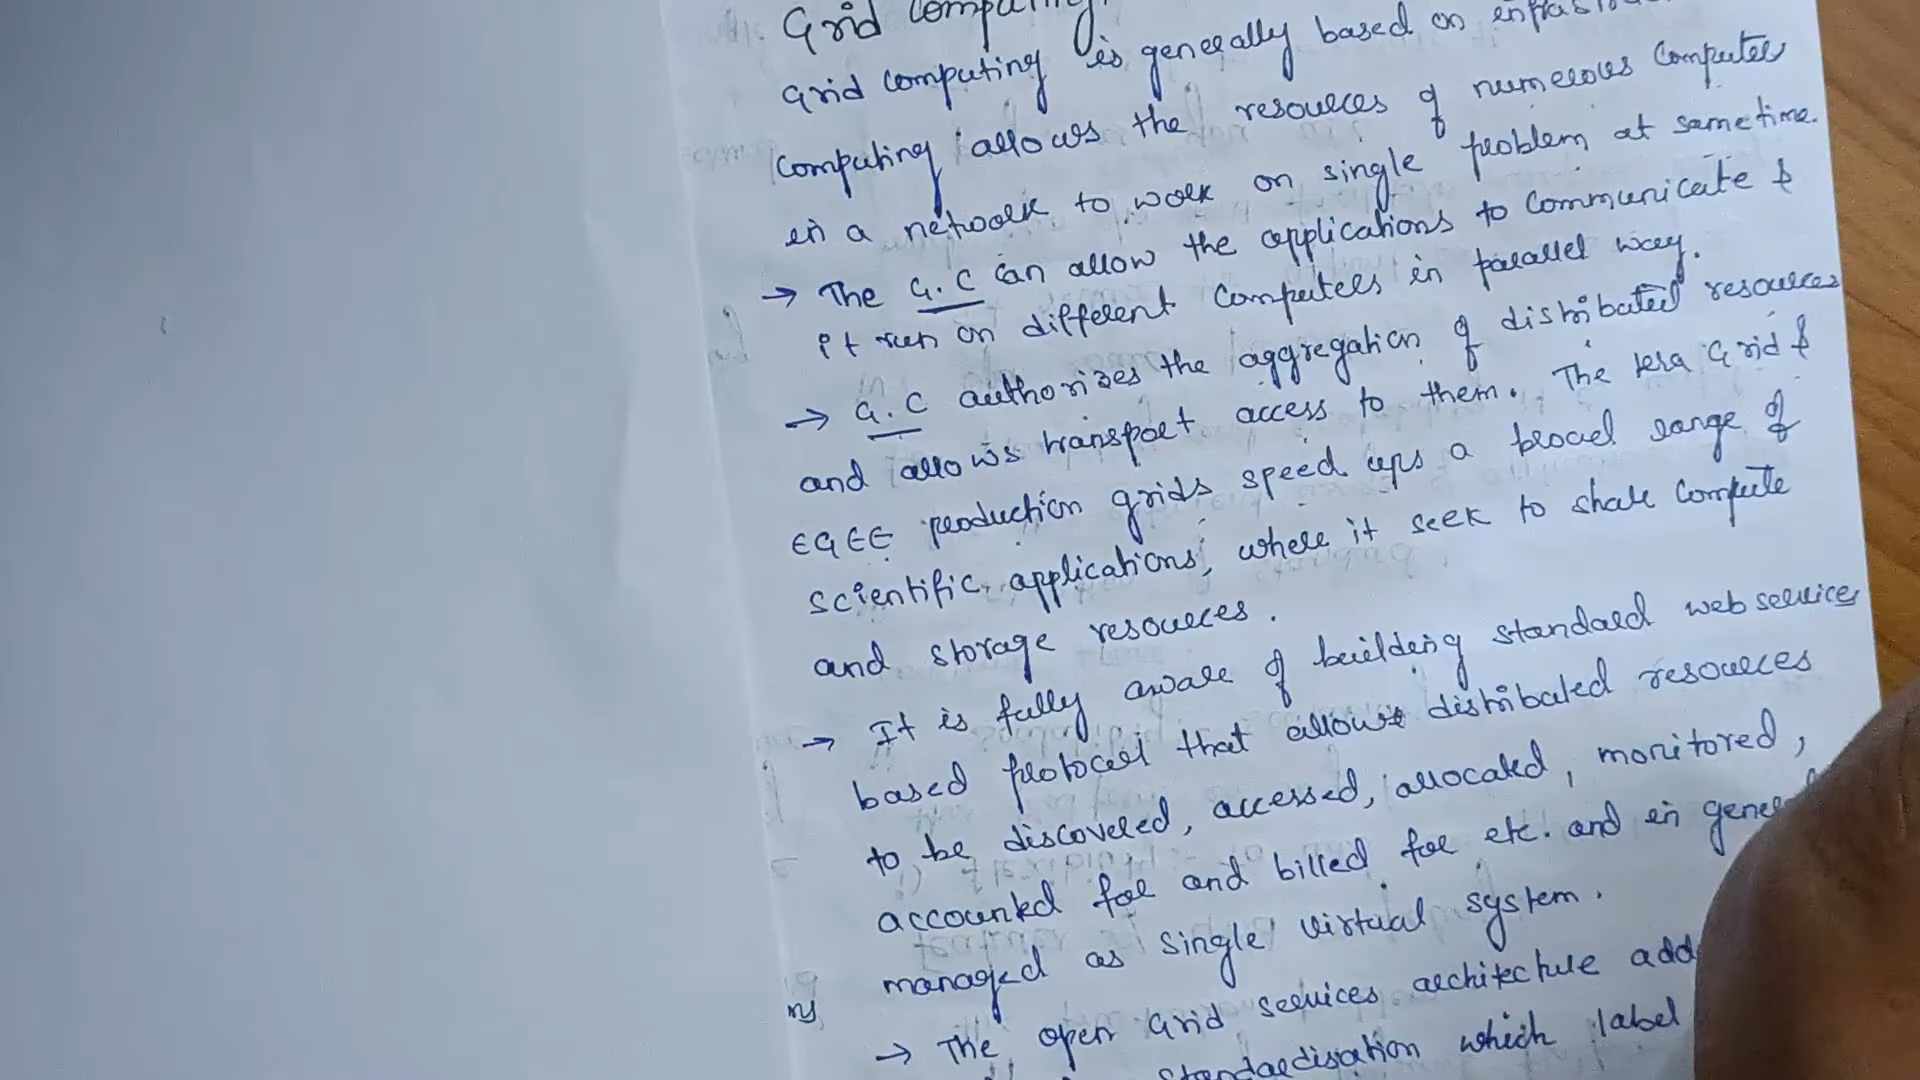 Grid computing
Grid computing is generally based on
computing allows the resources of numerous computer
in a network to work on single problem at same time.
→ The G.C can allow the applications to communicate &
it run on different computers in parallel way.
→ G.C authorizes the aggregation of distributed resources
and allows transport access to them. The tera Grid &
EGEE production grids speed ups a broad range of
scientific applications, where it seek to share compute
and storage resources.
→ It is fully aware of building standard web services
based protocol that allows distributed resources
to be discovered, accessed, allocated, monitored,
accounted for and billed for etc. and in
managed as single virtual system.
→ The open Grid services architecture
standardisation which label